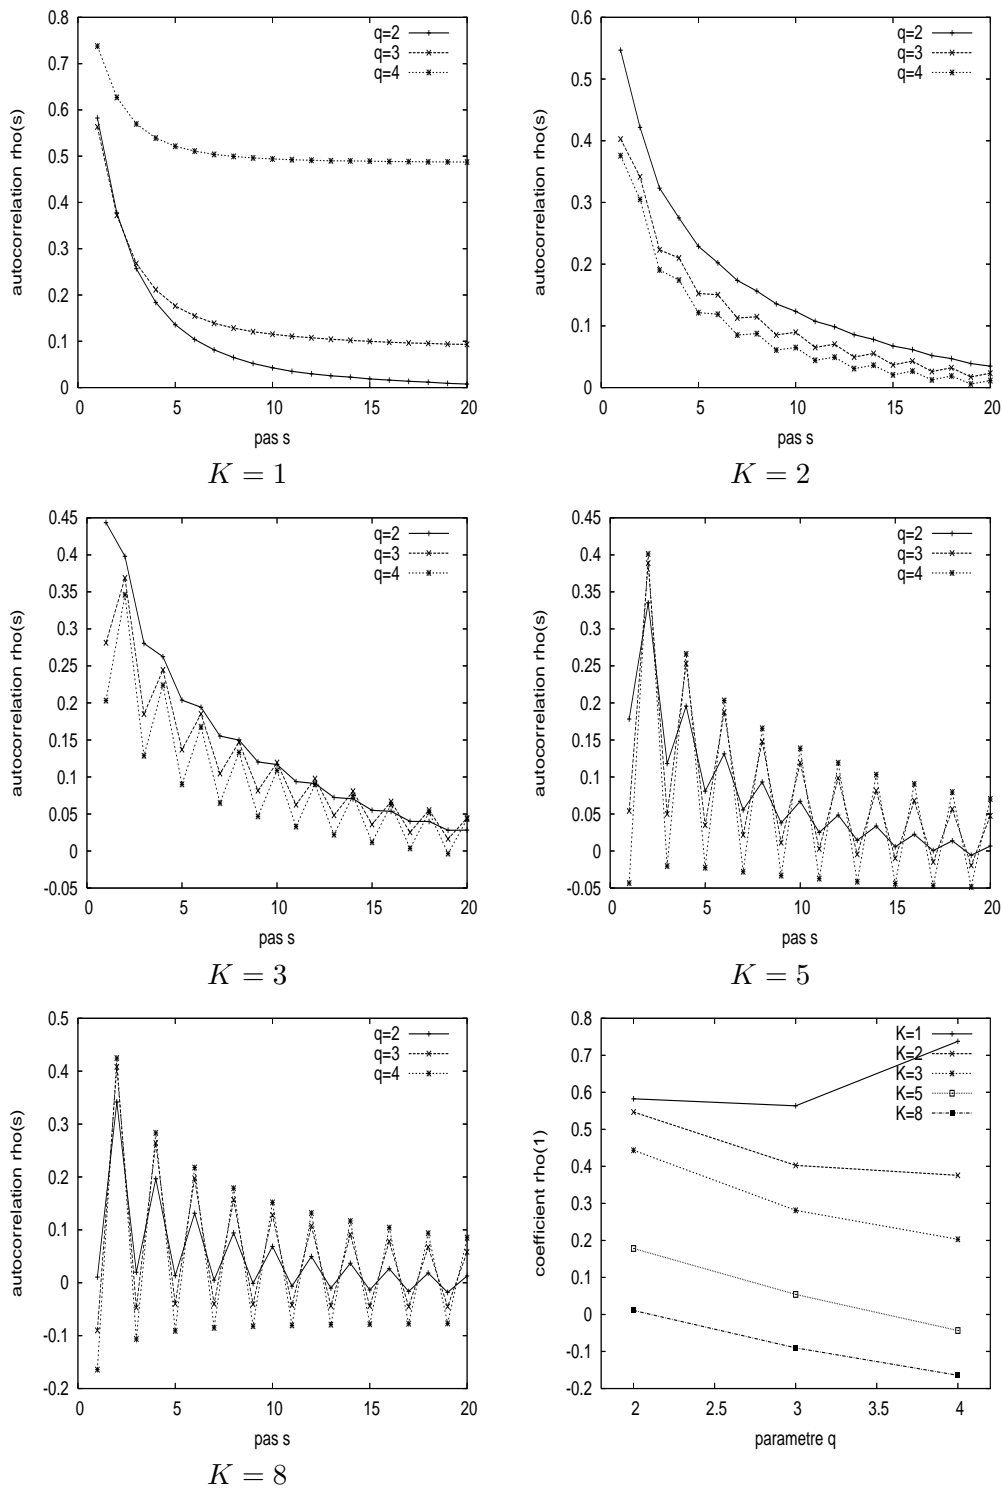 0.8
0.7
0.6
0.5
0.4
0.3
0.2
0.1
0
autocorrelation rho(s)
q=2
q=3
q=4
0 5 10 15 20
pas s
K = 1
0.6
0.5
0.4
0.3
0.2
0.1
0
autocorrelation rho(s)
q=2
q=3
q=4
0 5 10 15 20
pas s
K = 2
0.45
0.4
0.35
0.3
0.25
0.2
0.15
0.1
0.05
0
-0.05
autocorrelation rho(s)
q=2
q=3
q=4
0 5 10 15 20
pas s
K = 3
0.45
0.4
0.35
0.3
0.25
0.2
0.15
0.1
0.05
0
-0.05
autocorrelation rho(s)
q=2
q=3
q=4
0 5 10 15 20
pas s
K = 5
0.5
0.4
0.3
0.2
0.1
0
-0.1
-0.2
autocorrelation rho(s)
q=2
q=3
q=4
0 5 10 15 20
pas s
K = 8
0.8
0.7
0.6
0.5
0.4
0.3
0.2
0.1
0
-0.1
-0.2
coefficient rho(1)
K=1
K=2
K=3
K=5
K=8
2 2.5 3 3.5 4
parametre q